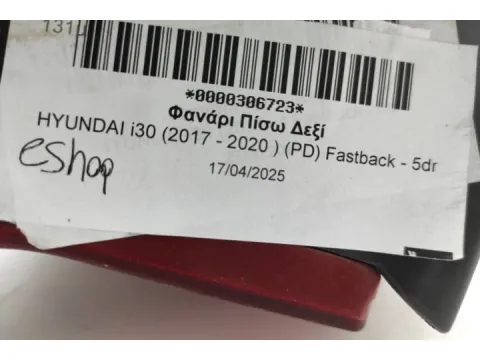 *0000306723*
Φανάρι Πίσω Δεξί
HYUNDAI i30 (2017 - 2020 ) (PD) Fastback - 5dr
17/04/2025
eshop